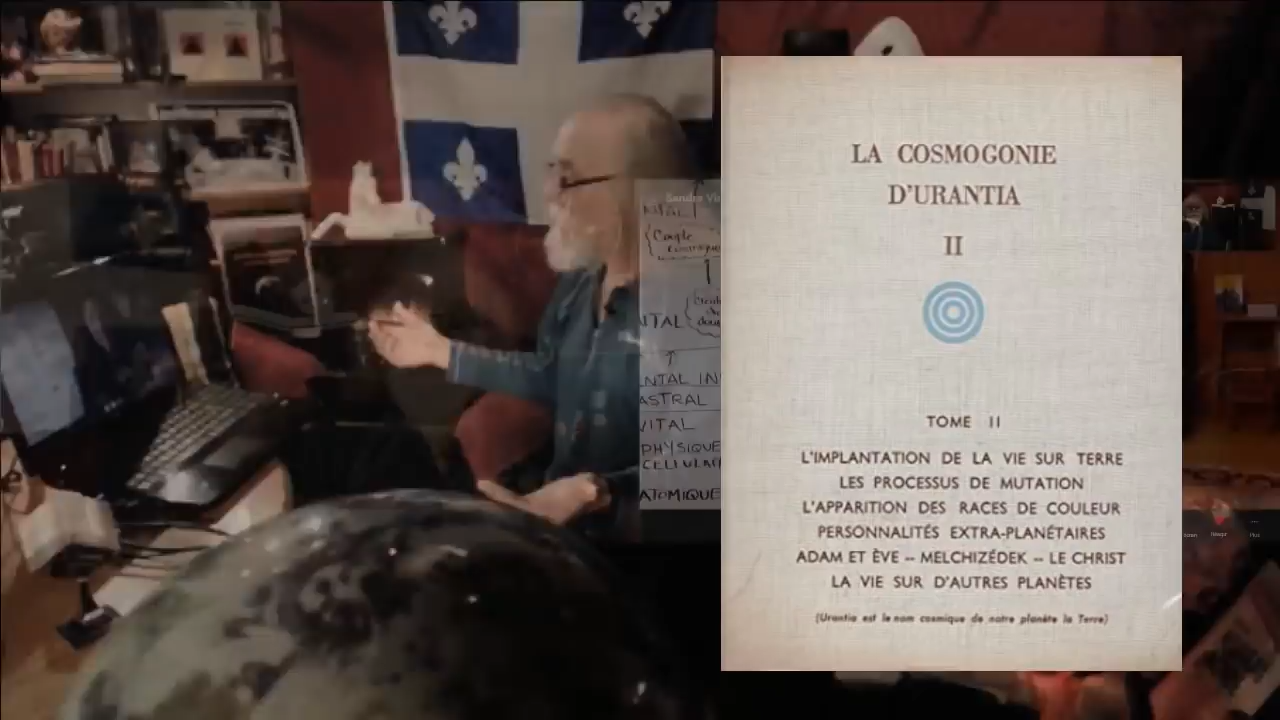 Sandra
Couple
ASTRAL
VITAL
PHYSIQUE
ATOMIQUE
LA COSMOGONIE
D'URANTIA
II
TOME II
L'IMPLANTATION DE LA VIE SUR TERRE
LES PROCESSUS DE MUTATION
L'APPARITION DES RACES DE COULEUR
PERSONNALITÉS EXTRA-PLANÉTAIRES
ADAM ET ÈVE -- MELCHIZÉDEK -- LE CHRIST
LA VIE SUR D'AUTRES PLANÈTES
(Urantia est le nom cosmique de notre planète la Terre)